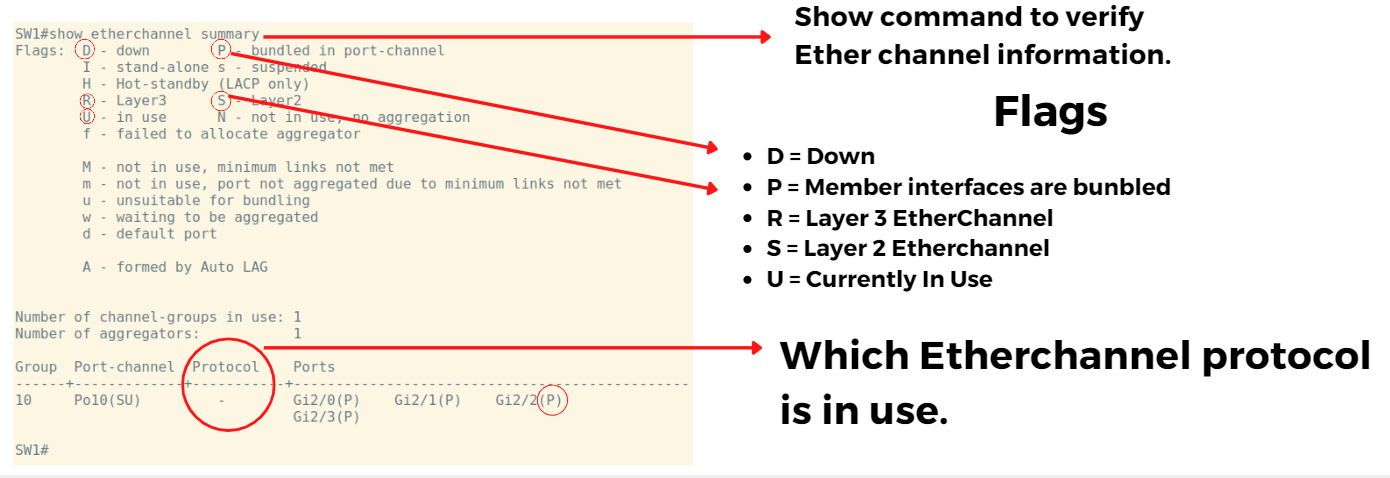 SW1#show etherchannel summary
Flags:  D - down        P - bundled in port-channel
        I - stand-alone s - suspended
        H - Hot-standby (LACP only)
        R - Layer3      S - Layer2
        U - in use      N - not in use, no aggregation
        f - failed to allocate aggregator
        M - not in use, minimum links not met
        m - not in use, port not aggregated due to minimum links not met
        u - unsuitable for bundling
        w - waiting to be aggregated
        d - default port
        A - formed by Auto LAG
Number of channel-groups in use: 1
Number of aggregators:           1
Group  Port-channel  Protocol    Ports
------+-------------+-----------+-----------------------------------------------
10     Po10(SU)         -        Gi2/0(P)    Gi2/1(P)    Gi2/2(P)
                                 Gi2/3(P)
SW1#
Show command to verify
Ether channel information.
Flags
• D = Down
• P = Member interfaces are bunbled
• R = Layer 3 EtherChannel
• S = Layer 2 Etherchannel
• U = Currently In Use
Which Etherchannel protocol
is in use.